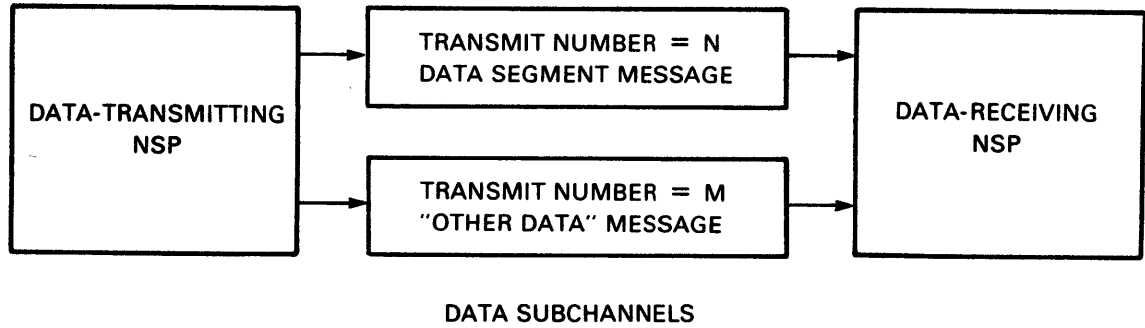 DATA-TRANSMITTING
NSP
TRANSMIT NUMBER = N
DATA SEGMENT MESSAGE
TRANSMIT NUMBER = M
"OTHER DATA" MESSAGE
DATA-RECEIVING
NSP
DATA SUBCHANNELS